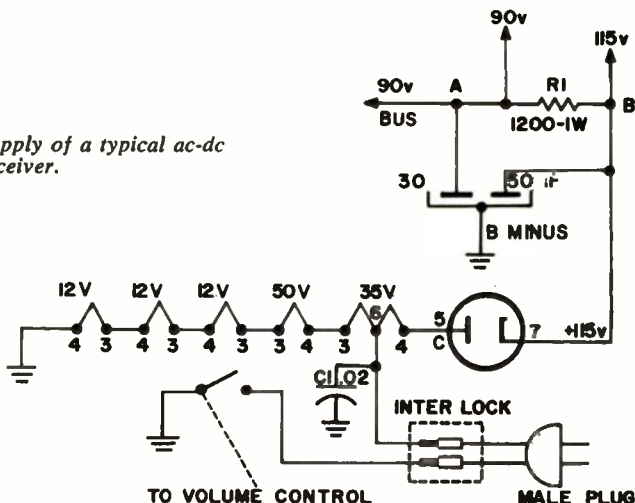 90v
115v
90v
A
R1
B
BUS
1200-1W
pply of a typical ac-dc
ceiver.
30
50
B MINUS
12V 12V 12V 50V 35V
6
5
7
+115v
4 3 4 3 4 3 3 4 3 4
C
C1 .02
INTER LOCK
TO VOLUME CONTROL
MALE PLUG